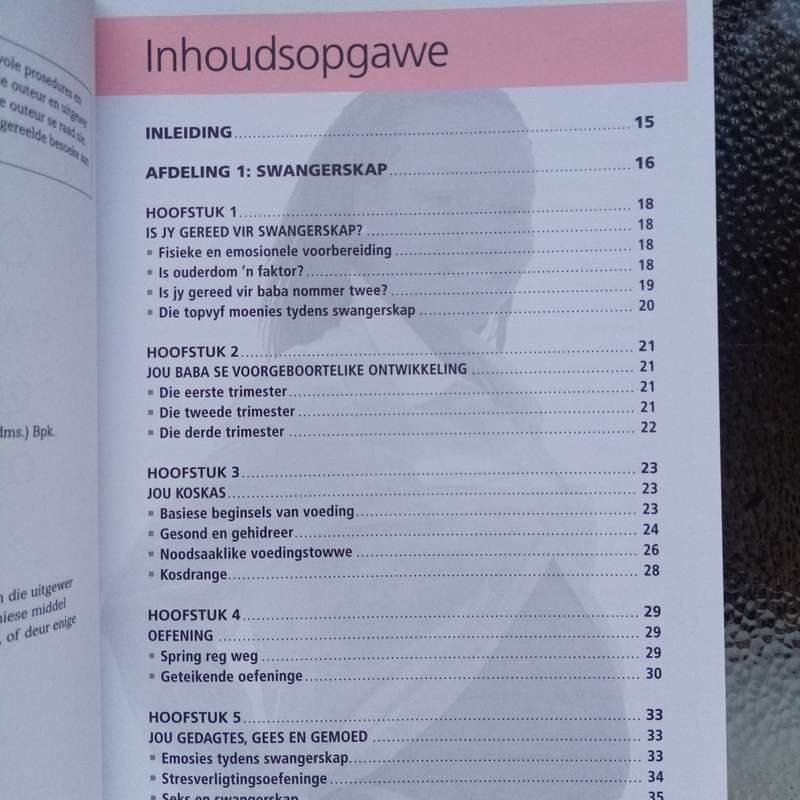 vole prosedures en
e outeur en uitgewer
e outeur se raad nie
gereelde besoeke aan
dms.) Bpk.
n die uitgewer
niese middel
, of deur enige
Inhoudsopgawe
INLEIDING 15
AFDELING 1: SWANGERSKAP 16
HOOFSTUK 1 18
IS JY GEREED VIR SWANGERSKAP? 18
▪ Fisieke en emosionele voorbereiding 18
▪ Is ouderdom ’n faktor? 18
▪ Is jy gereed vir baba nommer twee? 19
▪ Die topvyf moenies tydens swangerskap 20
HOOFSTUK 2 21
JOU BABA SE VOORGEBOORTELIKE ONTWIKKELING 21
▪ Die eerste trimester 21
▪ Die tweede trimester 21
▪ Die derde trimester 22
HOOFSTUK 3 23
JOU KOSKAS 23
▪ Basiese beginsels van voeding 23
▪ Gesond en gehidreer 24
▪ Noodsaaklike voedingstowwe 26
▪ Kosdrange 28
HOOFSTUK 4 29
OEFENING 29
▪ Spring reg weg 29
▪ Geteikende oefeninge 30
HOOFSTUK 5 33
JOU GEDAGTES, GEES EN GEMOED 33
▪ Emosies tydens swangerskap 33
▪ Stresverligtingsoefeninge 34
▪ Seks en swangerskap 35